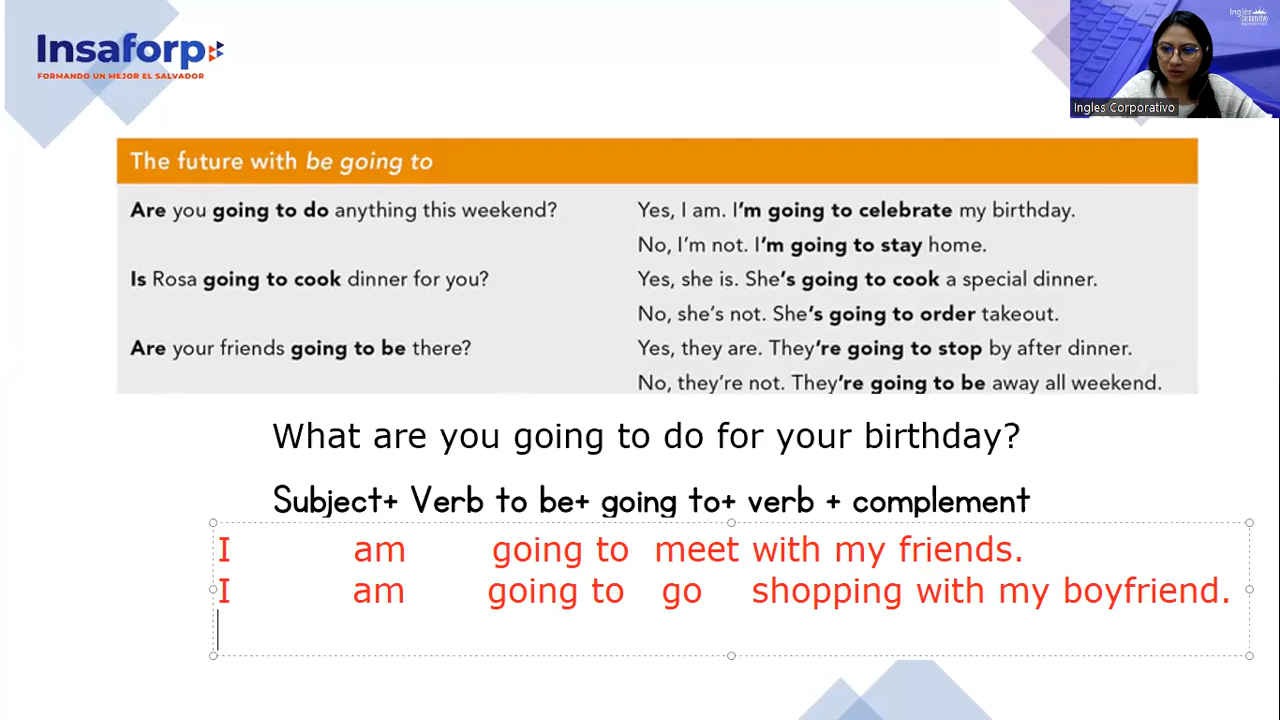 Insaforp
FORMANDO UN MEJOR EL SALVADOR
Ingles
Ingles Corporativo
The future with be going to
Are you going to do anything this weekend?
Yes, I am. I'm going to celebrate my birthday.
No, I'm not. I'm going to stay home.
Is Rosa going to cook dinner for you?
Yes, she is. She's going to cook a special dinner.
No, she's not. She's going to order takeout.
Are your friends going to be there?
Yes, they are. They're going to stop by after dinner.
No, they're not. They're going to be away all weekend.
What are you going to do for your birthday?
Subject+ Verb to be+ going to+ verb + complement
I am going to meet with my friends.
I am going to go shopping with my boyfriend.